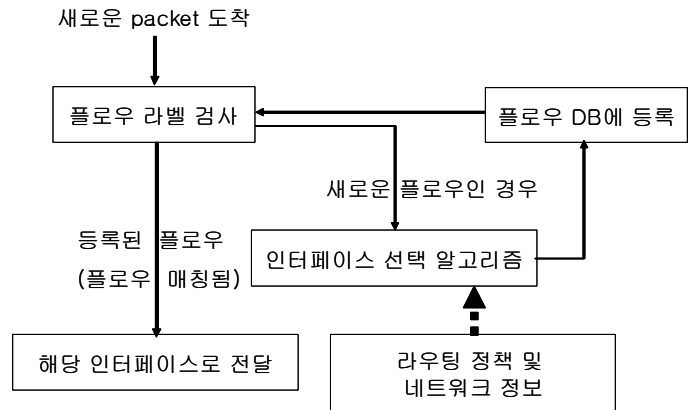 새로운 packet 도착
플로우 라벨 검사
플로우 DB에 등록
새로운 플로우인 경우
등록된 플로우
(플로우 매칭됨)
인터페이스 선택 알고리즘
해당 인터페이스로 전달
라우팅 정책 및
네트워크 정보